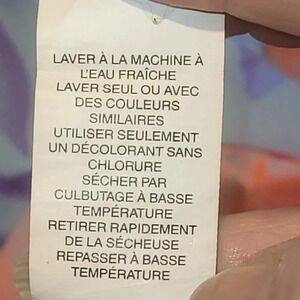 LAVER À LA MACHINE À
L'EAU FRAÎCHE
LAVER SEUL OU AVEC
DES COULEURS
SIMILAIRES
UTILISER SEULEMENT
UN DÉCOLORANT SANS
CHLORURE
SÉCHER PAR
CULBUTAGE À BASSE
TEMPÉRATURE
RETIRER RAPIDEMENT
DE LA SÉCHEUSE
REPASSER À BASSE
TEMPÉRATURE